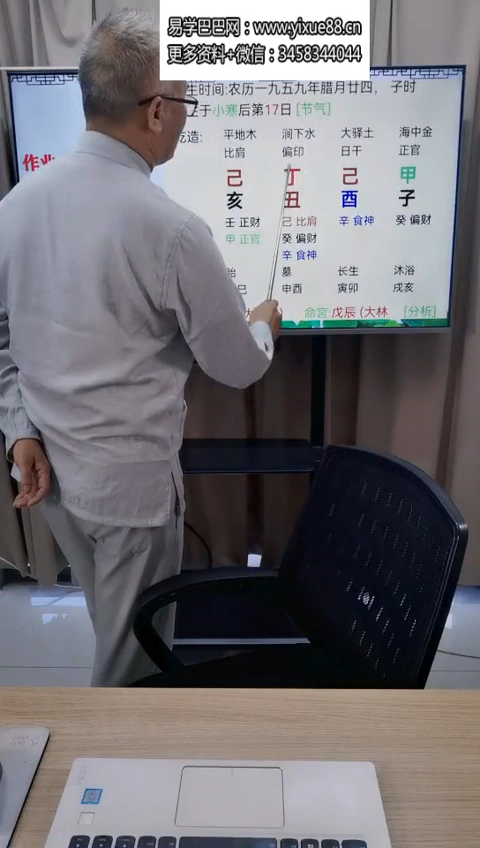 易学巴巴网：www.yixue88.cn
更多资料+微信：3458344044
生时间:农历一九五九年腊月廿四， 子时
于小寒后第17日 [节气]
作业
造： 平地木 涧下水 大驿土 海中金
比肩 偏印 日干 正官
己 丁 己 甲
亥 丑 酉 子
壬 正财 己 比肩 辛 食神 癸 偏财
甲 正官 癸 偏财
辛 食神
胎 墓 长生 沐浴
申酉 寅卯 戌亥
命宫:戊辰 (大林 [分析]